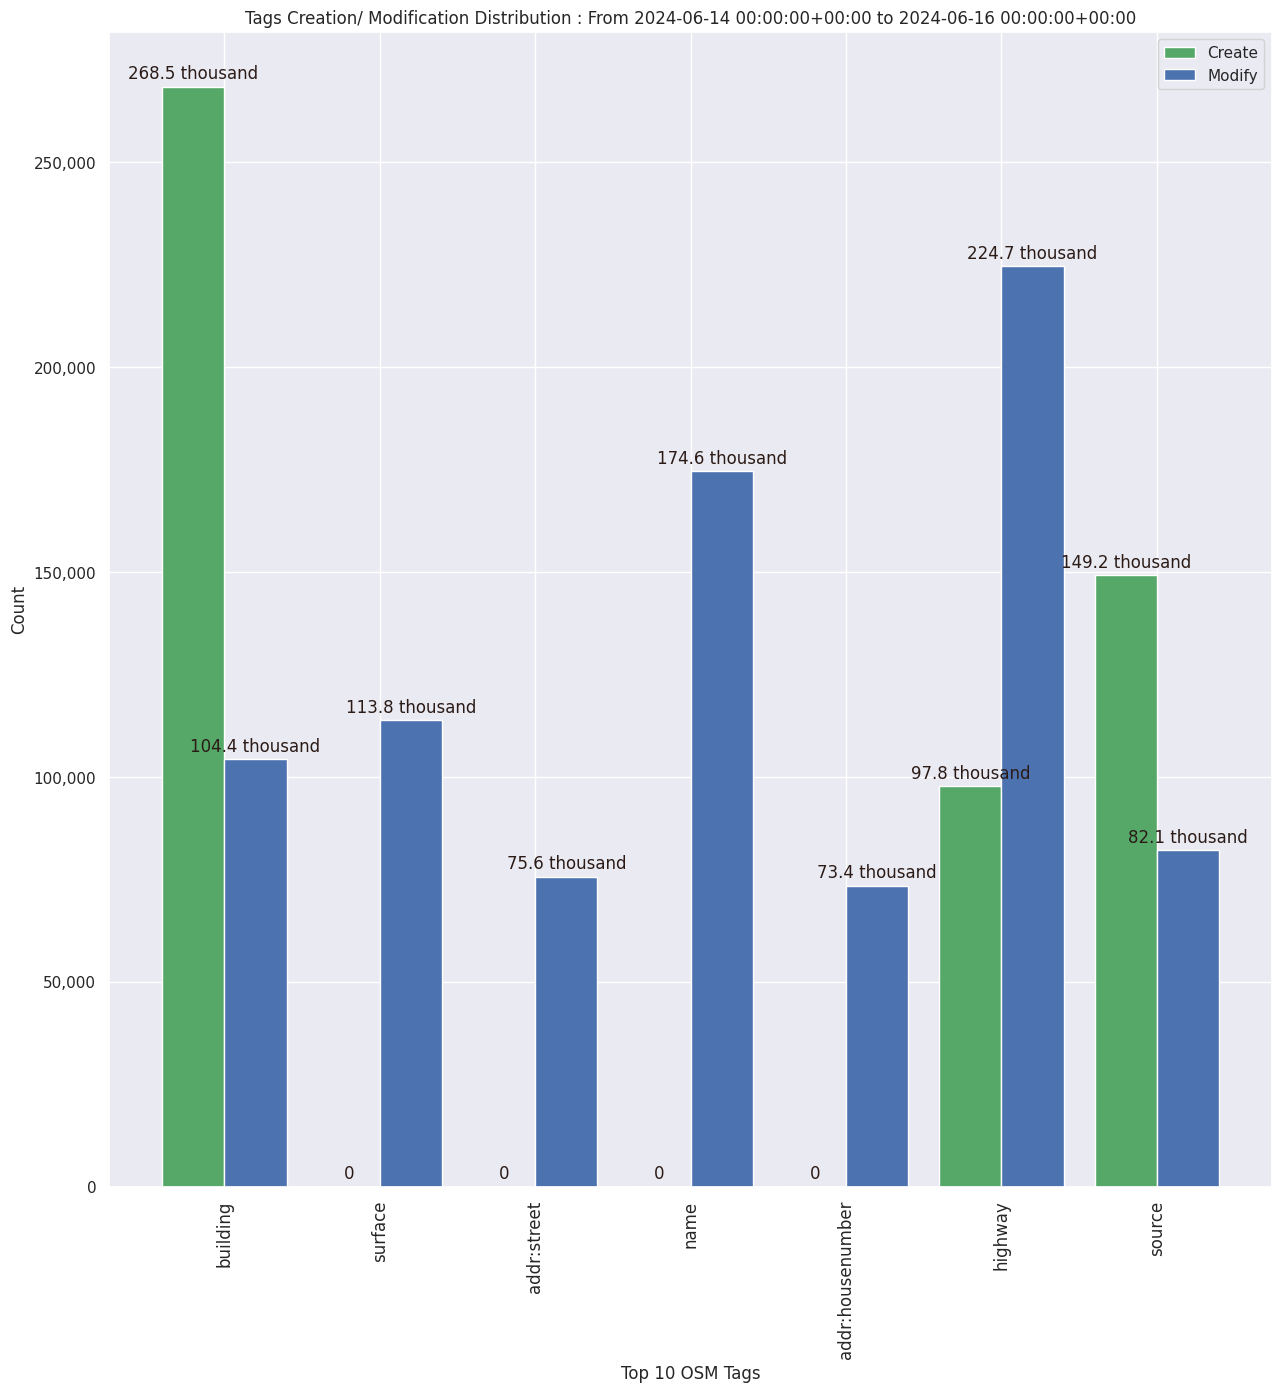 Tags Creation/ Modification Distribution : From 2024-06-14 00:00:00+00:00 to 2024-06-16 00:00:00+00:00
Create
Modify
268.5 thousand
104.4 thousand
0
113.8 thousand
0
75.6 thousand
0
174.6 thousand
0
73.4 thousand
97.8 thousand
224.7 thousand
149.2 thousand
82.1 thousand
Count
250,000
200,000
150,000
100,000
50,000
0
building
surface
addr:street
name
addr:housenumber
highway
source
Top 10 OSM Tags